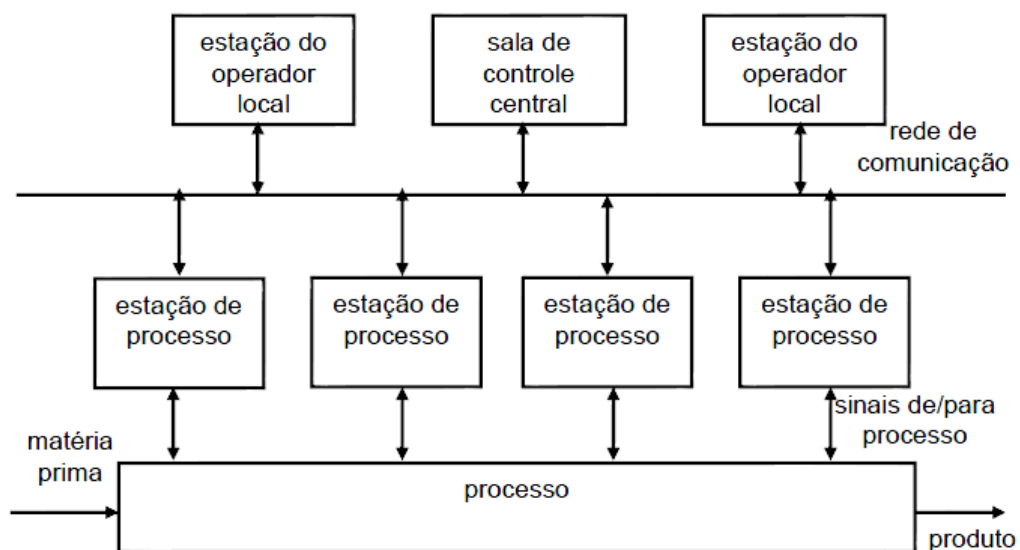 estação do
operador
local
sala de
controle
central
estação do
operador
local
rede de
comunicação
estação de
processo
estação de
processo
estação de
processo
estação de
processo
sinais de/para
processo
matéria
prima
processo
produto